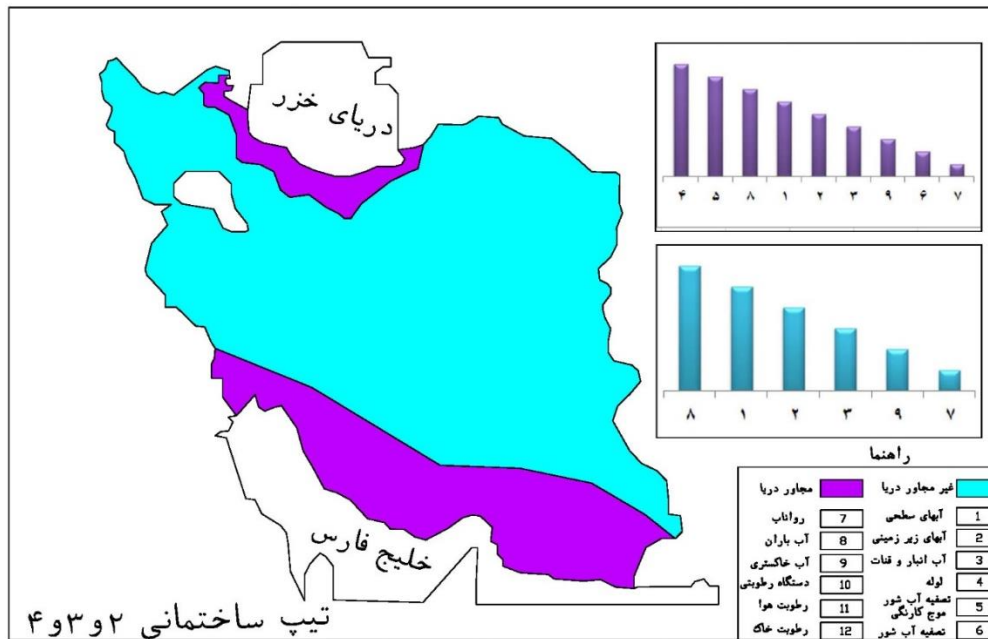 دریای خزر
۴ ۵ ۸ ۱ ۲ ۳ ۹ ۶ ۷
۸ ۱ ۲ ۳ ۹ ۷
راهنما
غیر مجاور دریا
مجاور دریا
1 آبهای سطحی
2 آبهای زیر زمینی
3 آب انبار و قنات
4 لوله
5 تصفیه آب شور
موج کارنگی
6 تصفیه آب شور
7 رواناب
8 آب باران
9 آب خاکستری
10 دستگاه رطوبتی
11 رطوبت هوا
12 رطوبت خاک
خلیج فارس
تیپ ساختمانی ۲و۳و۴